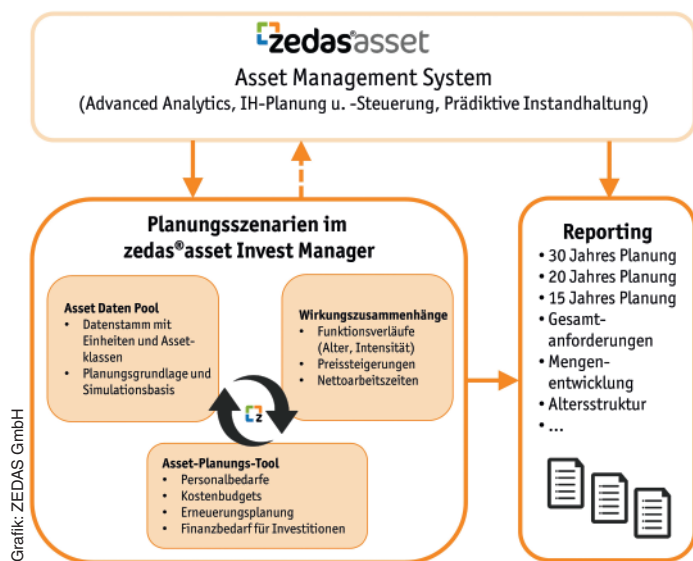 zedas®asset
Asset Management System
(Advanced Analytics, IH-Planung u. -Steuerung, Prädiktive Instandhaltung)
Planungsszenarien im
zedas®asset Invest Manager
Asset Daten Pool
• Datenstamm mit
Einheiten und Asset-
klassen
• Planungsgrundlage und
Simulationsbasis
Wirkungszusammenhänge
• Funktionsverläufe
(Alter, Intensität)
• Preissteigerungen
• Nettoarbeitszeiten
z
Asset-Planungs-Tool
• Personalbedarfe
• Kostenbudgets
• Erneuerungsplanung
• Finanzbedarf für Investitionen
Reporting
• 30 Jahres Planung
• 20 Jahres Planung
• 15 Jahres Planung
• Gesamt-
anforderungen
• Mengen-
entwicklung
• Altersstruktur
• ...
Grafik: ZEDAS GmbH